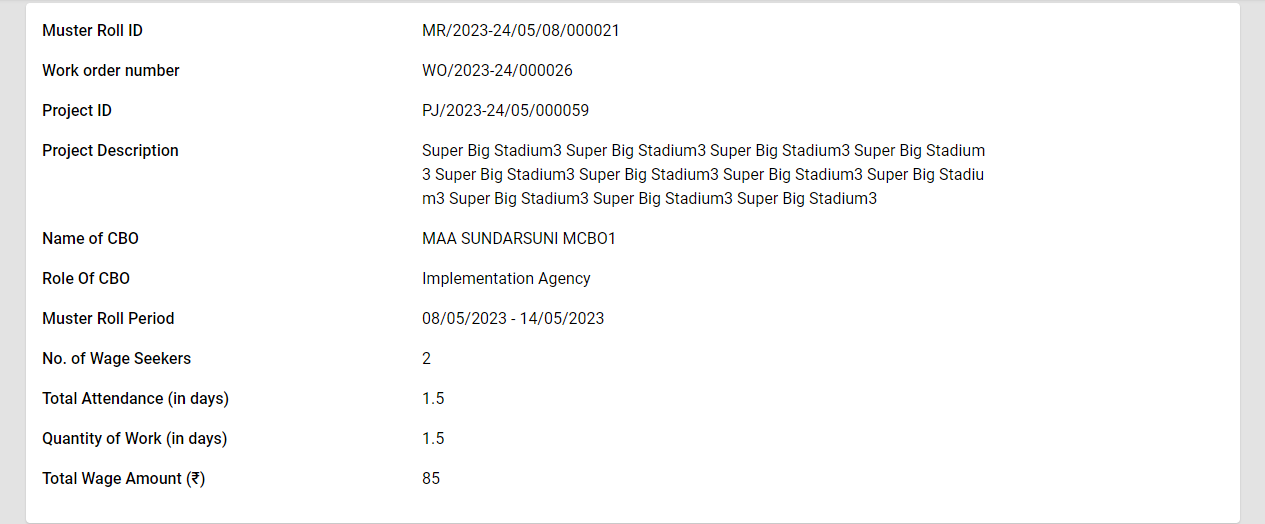 Muster Roll ID MR/2023-24/05/08/000021
Work order number WO/2023-24/000026
Project ID PJ/2023-24/05/000059
Project Description Super Big Stadium3 Super Big Stadium3 Super Big Stadium3 Super Big Stadium
3 Super Big Stadium3 Super Big Stadium3 Super Big Stadium3 Super Big Stadiu
m3 Super Big Stadium3 Super Big Stadium3 Super Big Stadium3
Name of CBO MAA SUNDARSUNI MCBO1
Role Of CBO Implementation Agency
Muster Roll Period 08/05/2023 - 14/05/2023
No. of Wage Seekers 2
Total Attendance (in days) 1.5
Quantity of Work (in days) 1.5
Total Wage Amount (₹) 85